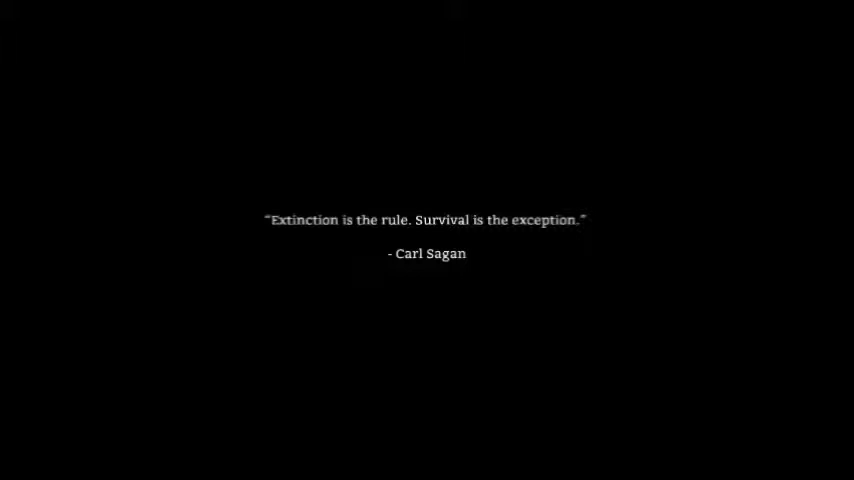 “Extinction is the rule. Survival is the exception.”
- Carl Sagan